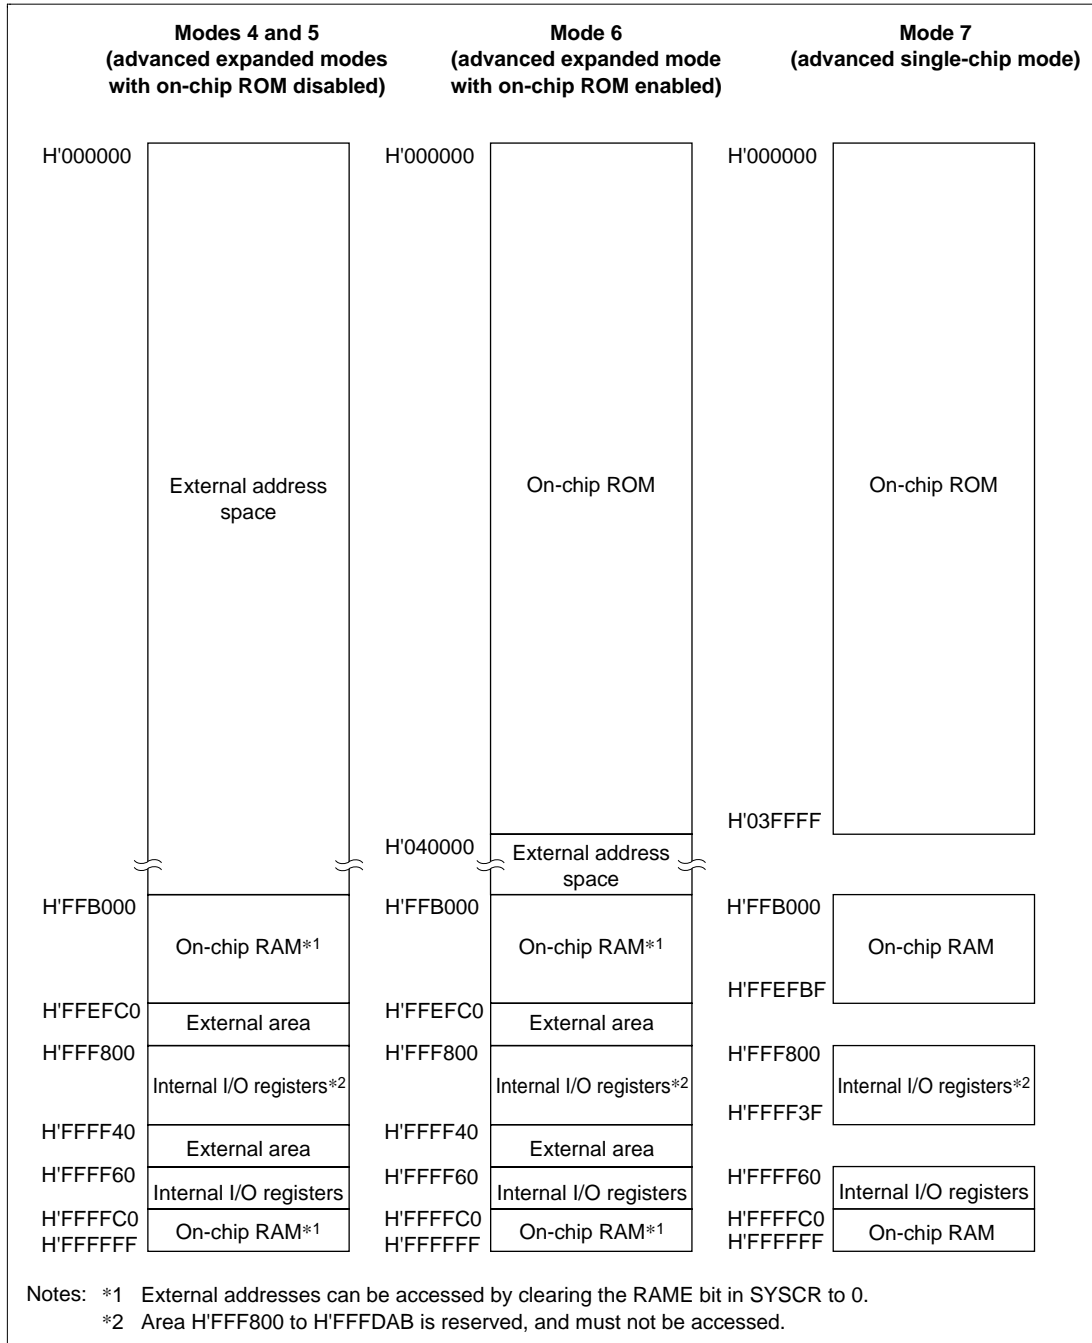 Modes 4 and 5
(advanced expanded modes
with on-chip ROM disabled)
Mode 6
(advanced expanded mode
with on-chip ROM enabled)
Mode 7
(advanced single-chip mode)
H'000000
External address
space
H'FFB000
On-chip RAM*1
H'FFEFC0
External area
H'FFF800
Internal I/O registers*2
H'FFFF40
External area
H'FFFF60
Internal I/O registers
H'FFFFC0
On-chip RAM*1
H'FFFFFF
H'000000
On-chip ROM
H'040000
External address
space
H'FFB000
On-chip RAM*1
H'FFEFC0
External area
H'FFF800
Internal I/O registers*2
H'FFFF40
External area
H'FFFF60
Internal I/O registers
H'FFFFC0
On-chip RAM*1
H'FFFFFF
H'000000
On-chip ROM
H'03FFFF
H'FFB000
On-chip RAM
H'FFEFBF
H'FFF800
Internal I/O registers*2
H'FFFF3F
H'FFFF60
Internal I/O registers
H'FFFFC0
On-chip RAM
H'FFFFFF
Notes: *1 External addresses can be accessed by clearing the RAME bit in SYSCR to 0.
*2 Area H'FFF800 to H'FFFDAB is reserved, and must not be accessed.